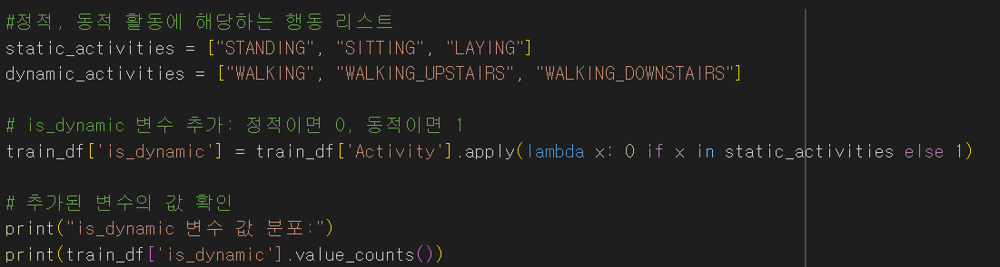 #정적, 동적 활동에 해당하는 행동 리스트
static_activities = ["STANDING", "SITTING", "LAYING"]
dynamic_activities = ["WALKING", "WALKING_UPSTAIRS", "WALKING_DOWNSTAIRS"]
# is_dynamic 변수 추가: 정적이면 0, 동적이면 1
train_df['is_dynamic'] = train_df['Activity'].apply(lambda x: 0 if x in static_activities else 1)
# 추가된 변수의 값 확인
print("is_dynamic 변수 값 분포:")
print(train_df['is_dynamic'].value_counts())